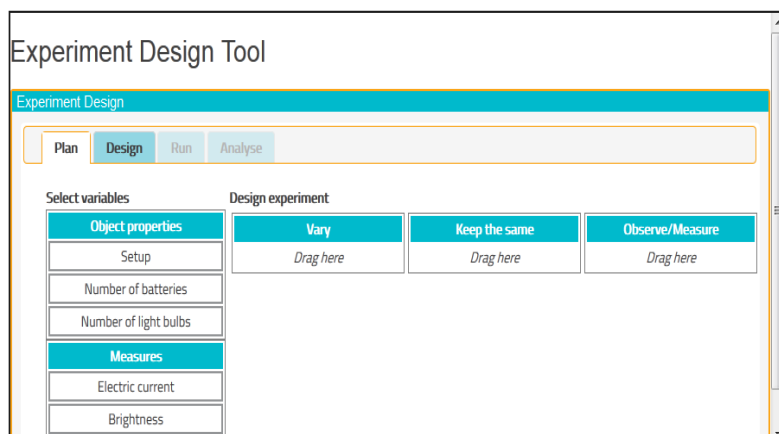 Experiment Design Tool
Experiment Design
Plan Design Run Analyse
Select variables Design experiment
Object properties Vary Keep the same Observe/Measure
Setup Drag here Drag here Drag here
Number of batteries
Number of light bulbs
Measures
Electric current
Brightness